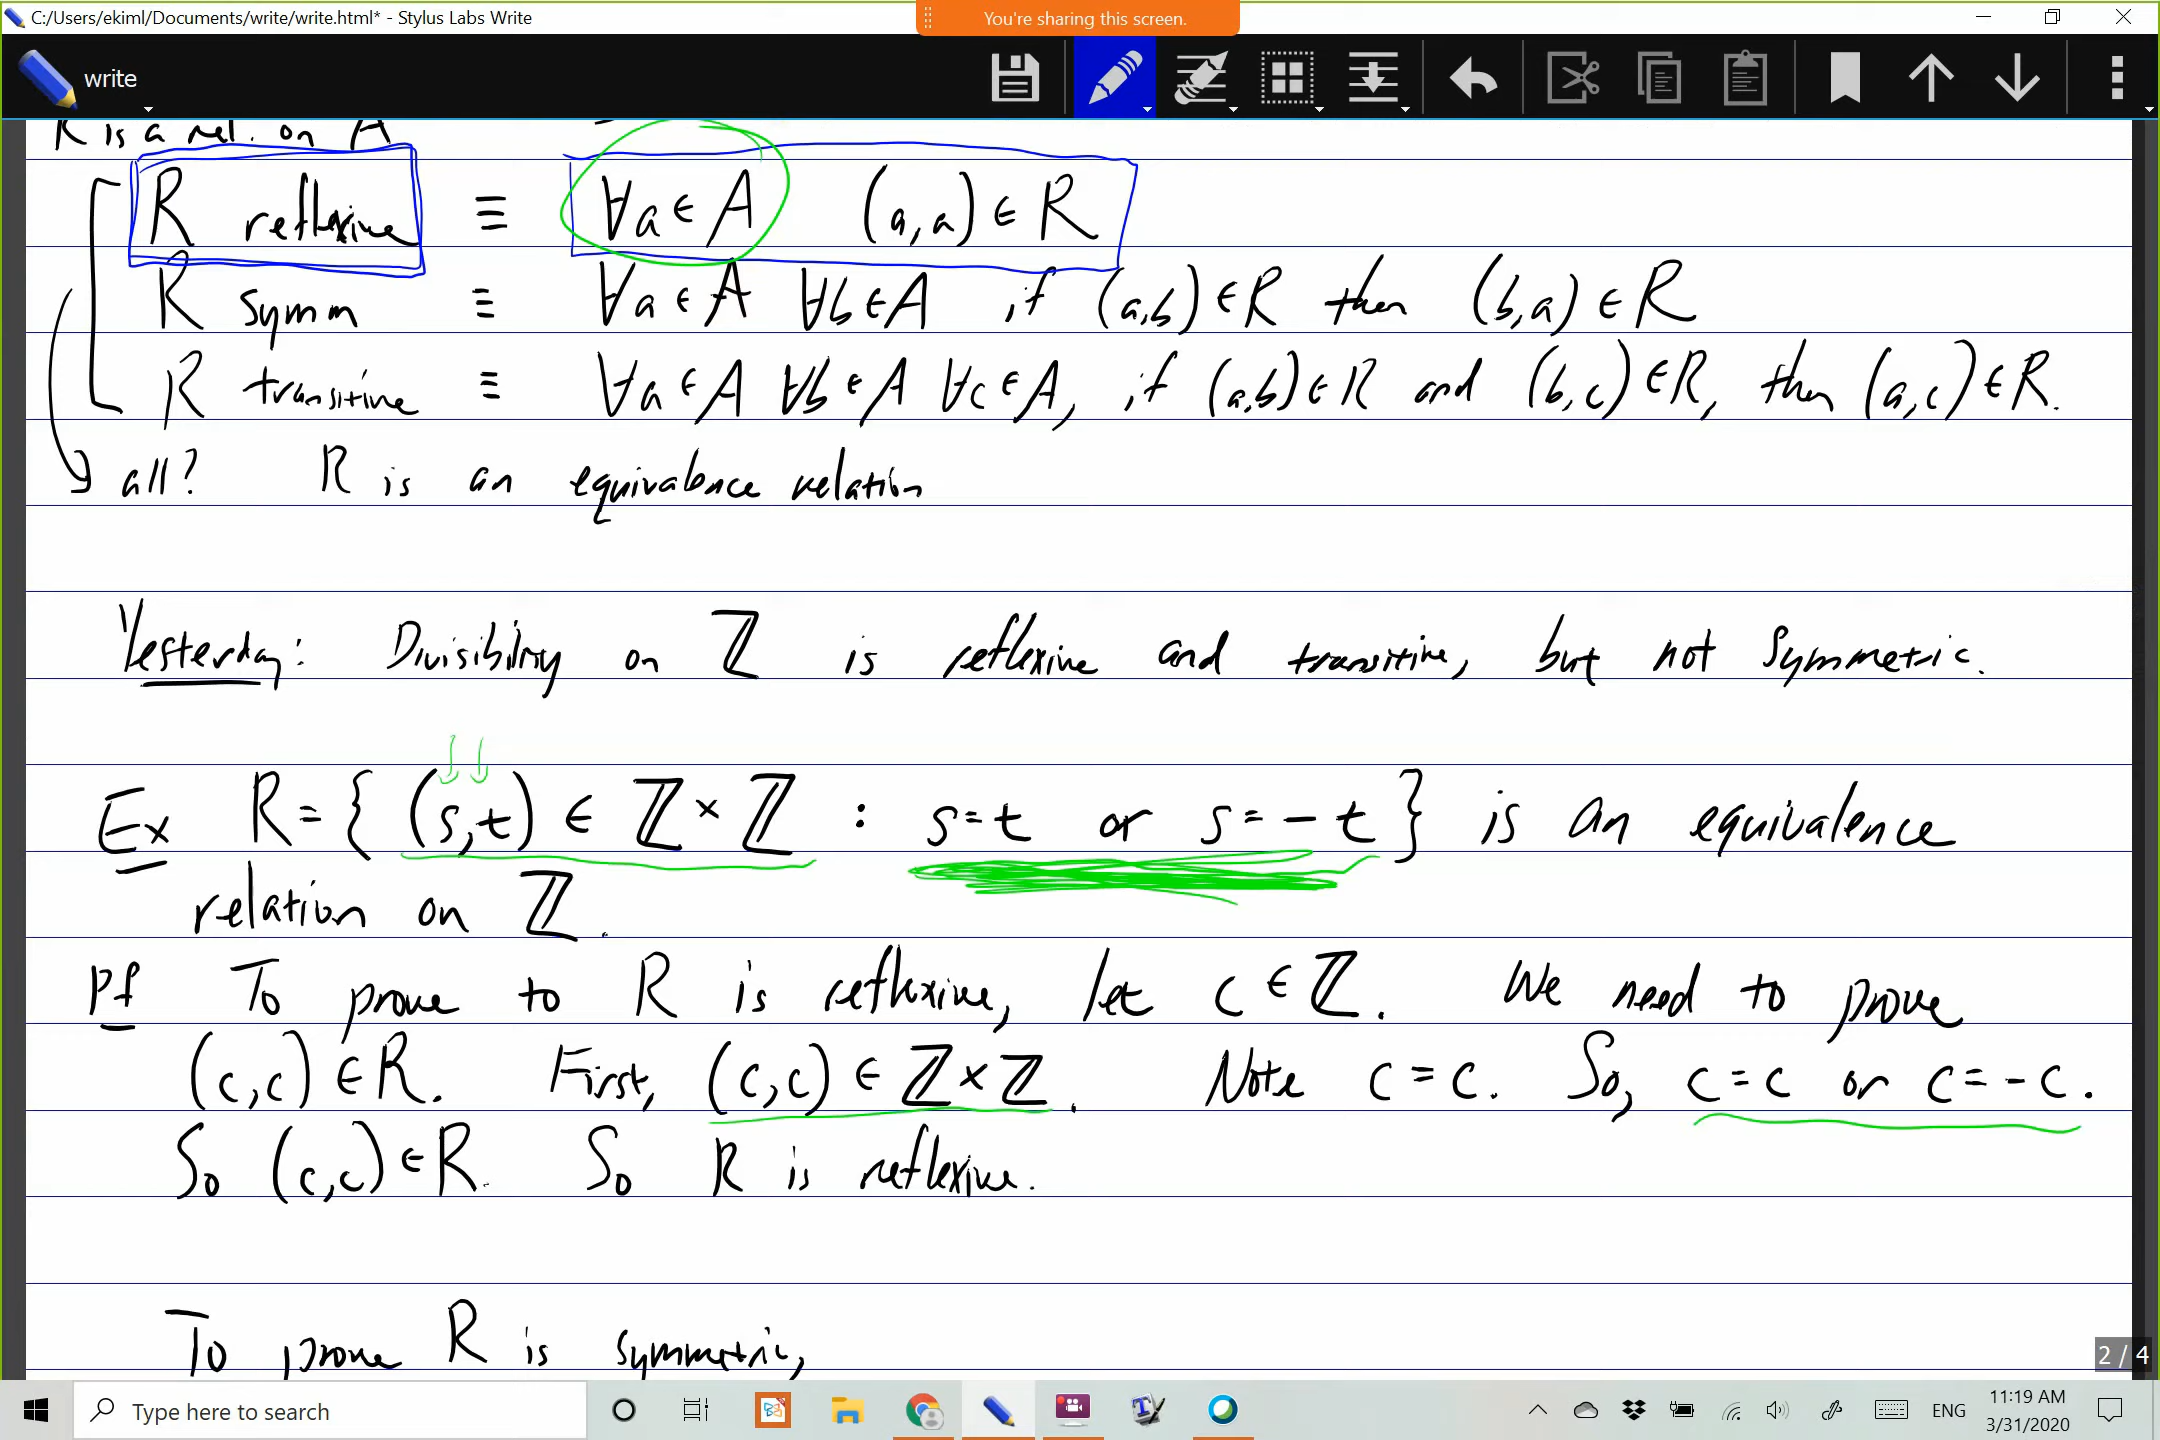 C:/Users/ekiml/Documents/write/write.html* - Stylus Labs Write
You're sharing this screen.
write
R is a rel. on A
R reflexive ≡ ∀a ∈ A (a,a) ∈ R
R symm ≡ ∀a ∈ A ∀b ∈ A if (a,b) ∈ R then (b,a) ∈ R
R transitive ≡ ∀a ∈ A ∀b ∈ A ∀c ∈ A, if (a,b) ∈ R and (b,c) ∈ R, then (a,c) ∈ R.
all? R is an equivalence relation
Yesterday: Divisibility on ℤ is reflexive and transitive, but not symmetric.
Ex R = { (s,t) ∈ ℤ × ℤ : s = t or s = -t } is an equivalence
relation on ℤ.
Pf To prove to R is reflexive, let c ∈ ℤ. We need to prove
(c,c) ∈ R. First, (c,c) ∈ ℤ × ℤ. Note c = c. So, c = c or c = -c.
So (c,c) ∈ R. So R is reflexive.
To prove R is symmetric,
2 / 4
Type here to search
ENG
11:19 AM
3/31/2020